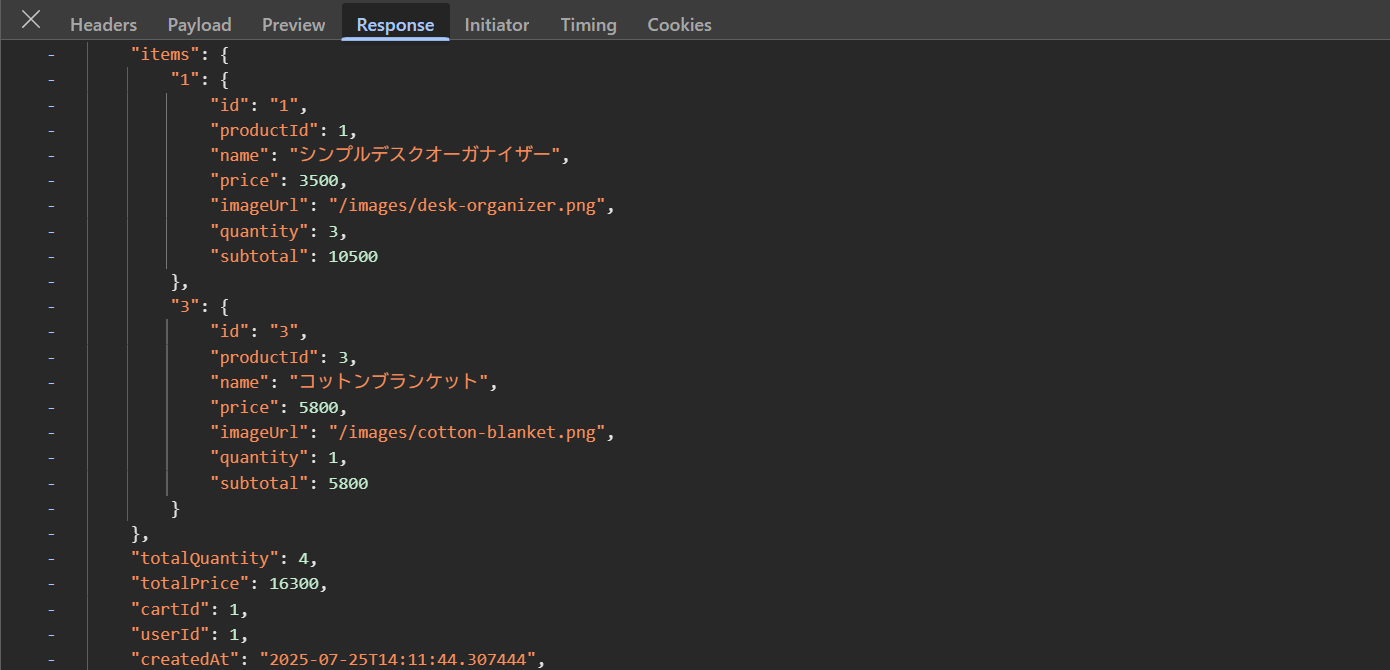 Headers Payload Preview Response Initiator Timing Cookies
- "items": {
- "1": {
- "id": "1",
- "productId": 1,
- "name": "シンプルデスクオーガナイザー",
- "price": 3500,
- "imageUrl": "/images/desk-organizer.png",
- "quantity": 3,
- "subtotal": 10500
- },
- "3": {
- "id": "3",
- "productId": 3,
- "name": "コットンブランケット",
- "price": 5800,
- "imageUrl": "/images/cotton-blanket.png",
- "quantity": 1,
- "subtotal": 5800
- }
- },
- "totalQuantity": 4,
- "totalPrice": 16300,
- "cartId": 1,
- "userId": 1,
- "createdAt": "2025-07-25T14:11:44.307444",